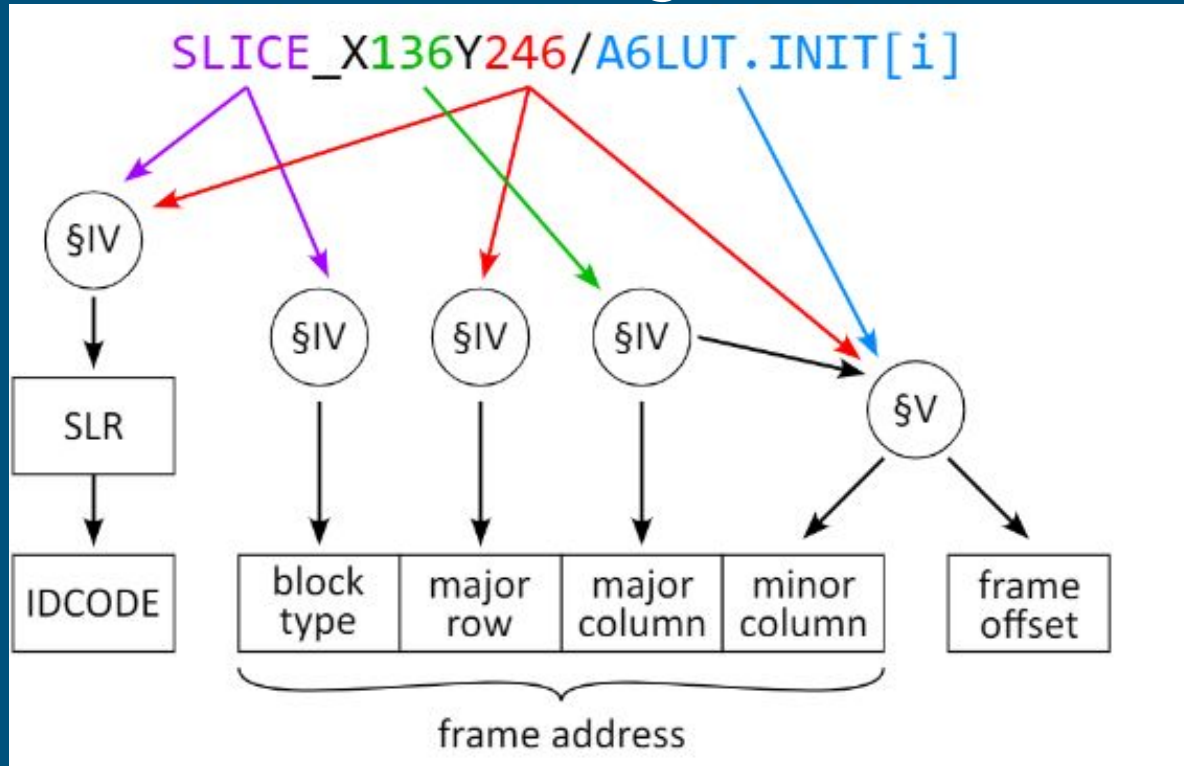 SLICE_X136Y246/A6LUT.INIT[i]
§IV
§IV
§IV
§IV
§V
SLR
IDCODE
block
type
major
row
major
column
minor
column
frame
offset
frame address